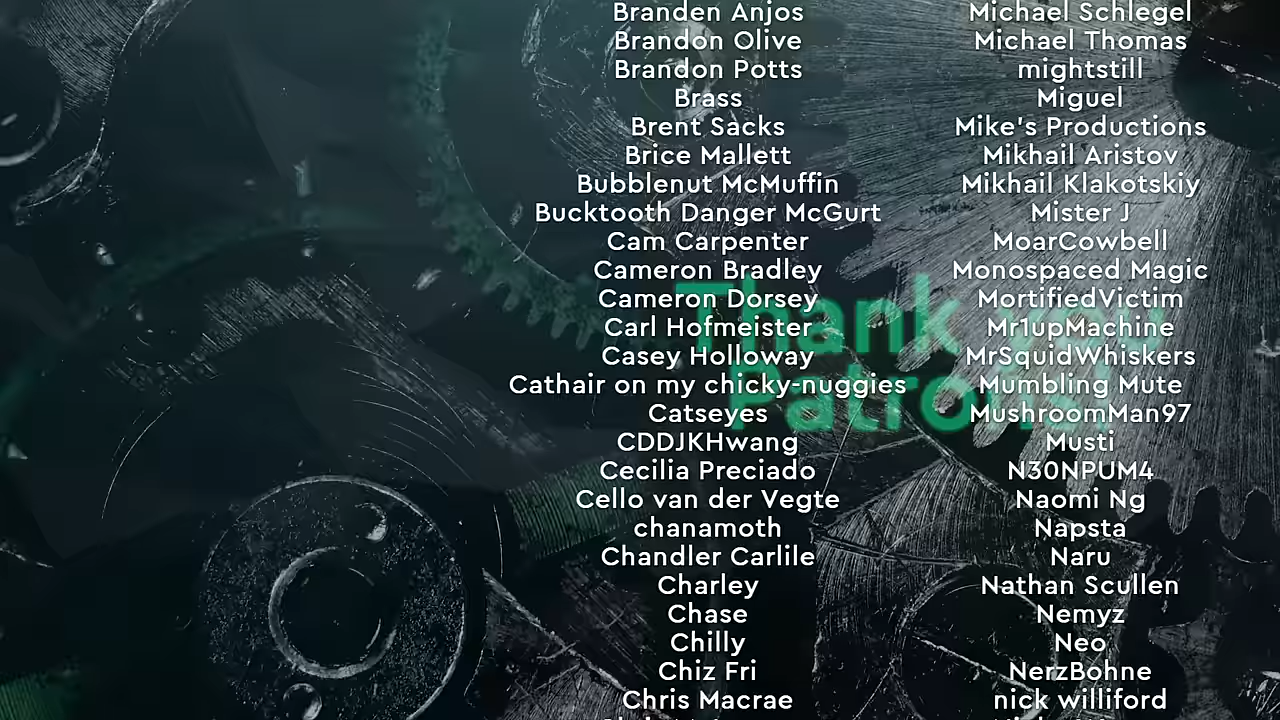 Branden Anjos
Brandon Olive
Brandon Potts
Brass
Brent Sacks
Brice Mallett
Bubblenut McMuffin
Bucktooth Danger McGurt
Cam Carpenter
Cameron Bradley
Cameron Dorsey
Carl Hofmeister
Casey Holloway
Cathair on my chicky-nuggies
Catseyes
CDDJKHwang
Cecilia Preciado
Cello van der Vegte
chanamoth
Chandler Carlile
Charley
Chase
Chilly
Chiz Fri
Chris Macrae
Michael Schlegel
Michael Thomas
mightstill
Miguel
Mike's Productions
Mikhail Aristov
Mikhail Klakotskiy
Mister J
MoarCowbell
Monospaced Magic
MortifiedVictim
Mr1upMachine
MrSquidWhiskers
Mumbling Mute
MushroomMan97
Musti
N30NPUM4
Naomi Ng
Napsta
Naru
Nathan Scullen
Nemyz
Neo
NerzBohne
nick williford
Thank